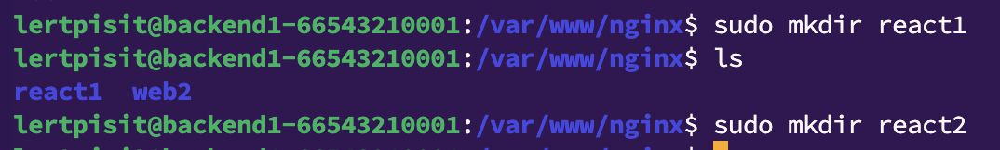 lertpisit@backend1-66543210001:/var/www/nginx$ sudo mkdir react1
lertpisit@backend1-66543210001:/var/www/nginx$ ls
react1  web2
lertpisit@backend1-66543210001:/var/www/nginx$ sudo mkdir react2